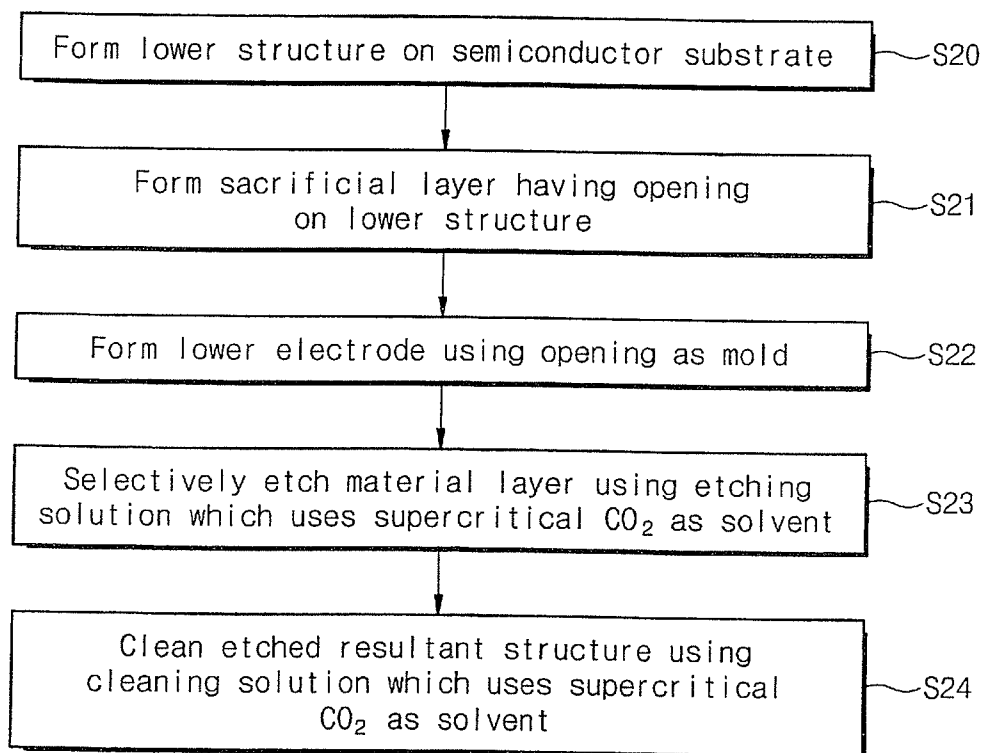 Form lower structure on semiconductor substrate
S20
Form sacrificial layer having opening
on lower structure
S21
Form lower electrode using opening as mold
S22
Selectively etch material layer using etching
solution which uses supercritical CO₂ as solvent
S23
Clean etched resultant structure using
cleaning solution which uses supercritical
CO₂ as solvent
S24